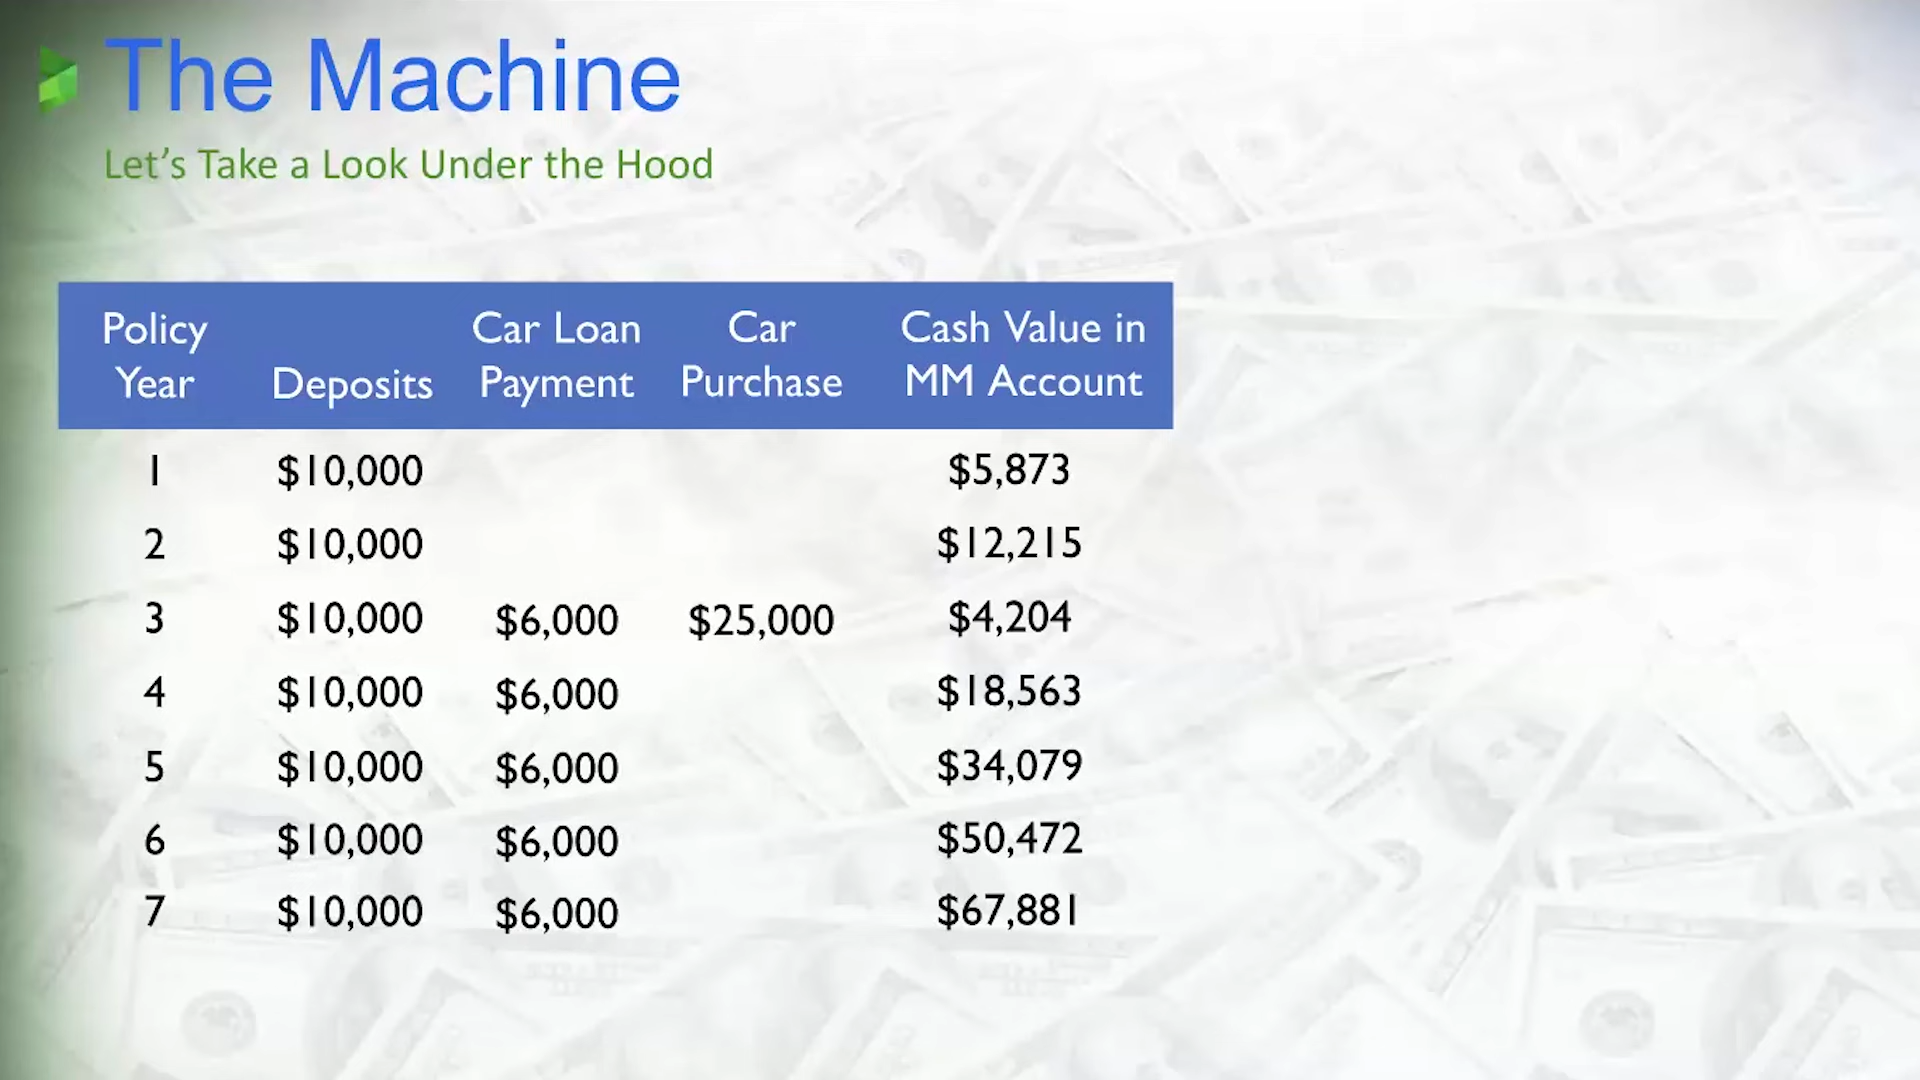 The Machine
Let's Take a Look Under the Hood
Policy Year Deposits Car Loan Payment Car Purchase Cash Value in MM Account
1 $10,000 $5,873
2 $10,000 $12,215
3 $10,000 $6,000 $25,000 $4,204
4 $10,000 $6,000 $18,563
5 $10,000 $6,000 $34,079
6 $10,000 $6,000 $50,472
7 $10,000 $6,000 $67,881